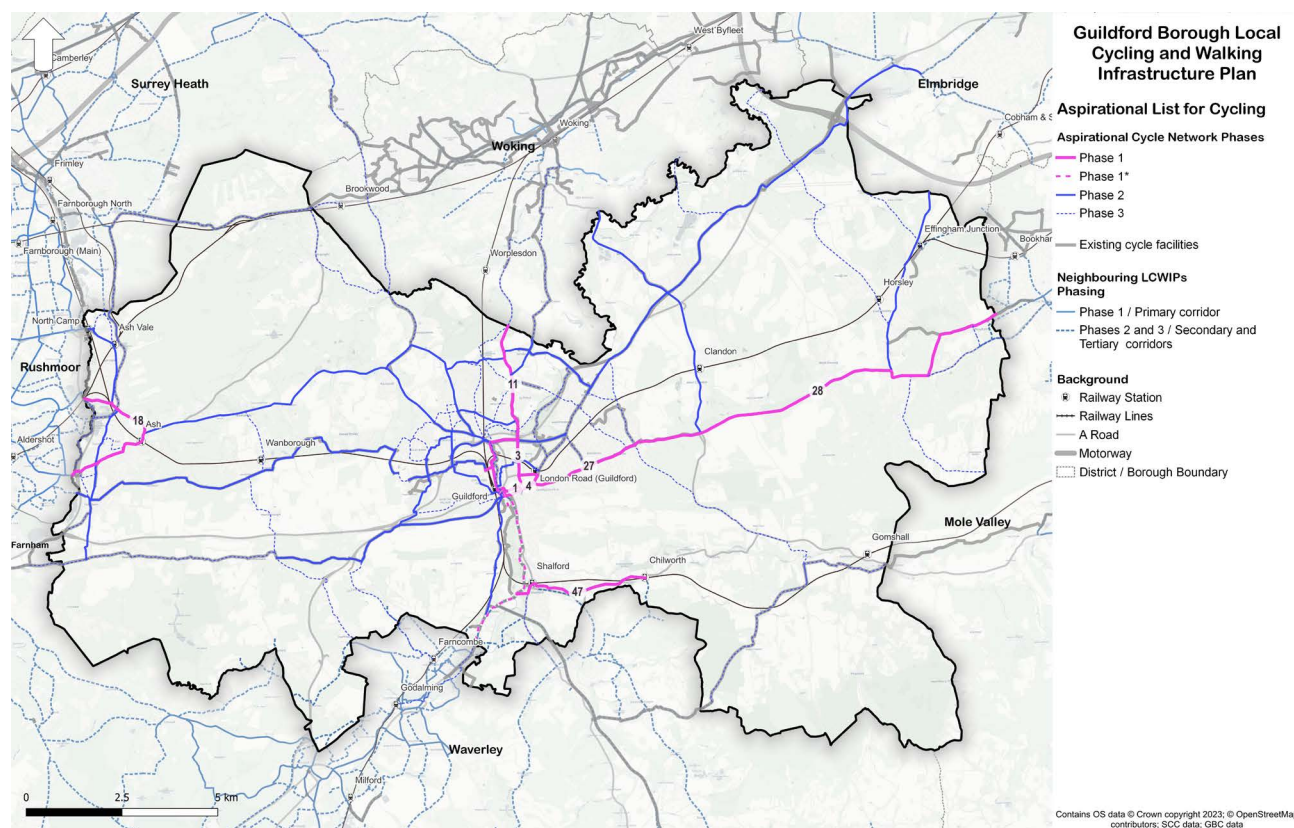 Guildford Borough Local
Cycling and Walking
Infrastructure Plan
Aspirational List for Cycling
Aspirational Cycle Network Phases
Phase 1
Phase 1*
Phase 2
Phase 3
Existing cycle facilities
Neighbouring LCWIPs
Phasing
Phase 1 / Primary corridor
Phases 2 and 3 / Secondary and
Tertiary corridors
Background
Railway Station
Railway Lines
A Road
Motorway
District / Borough Boundary
Contains OS data © Crown copyright 2023; © OpenStreetMa
contributors; SCC data; GBC data
West Byfleet
Camberley
Surrey Heath
Elmbridge
Cobham & S
Woking
Woking
Frimley
Brookwood
Farnborough North
Effingham Junction
Bookham
Farnborough (Main)
Worplesdon
Horsley
North Camp
Ash Vale
Clandon
Rushmoor
11
28
18
Ash
Aldershot
Wanborough
3
27
London Road (Guildford)
4
Guildford
1
Mole Valley
Farnham
Gomshall
Shalford
Chilworth
47
Farncombe
Godalming
Waverley
Milford
0
2.5
5 km